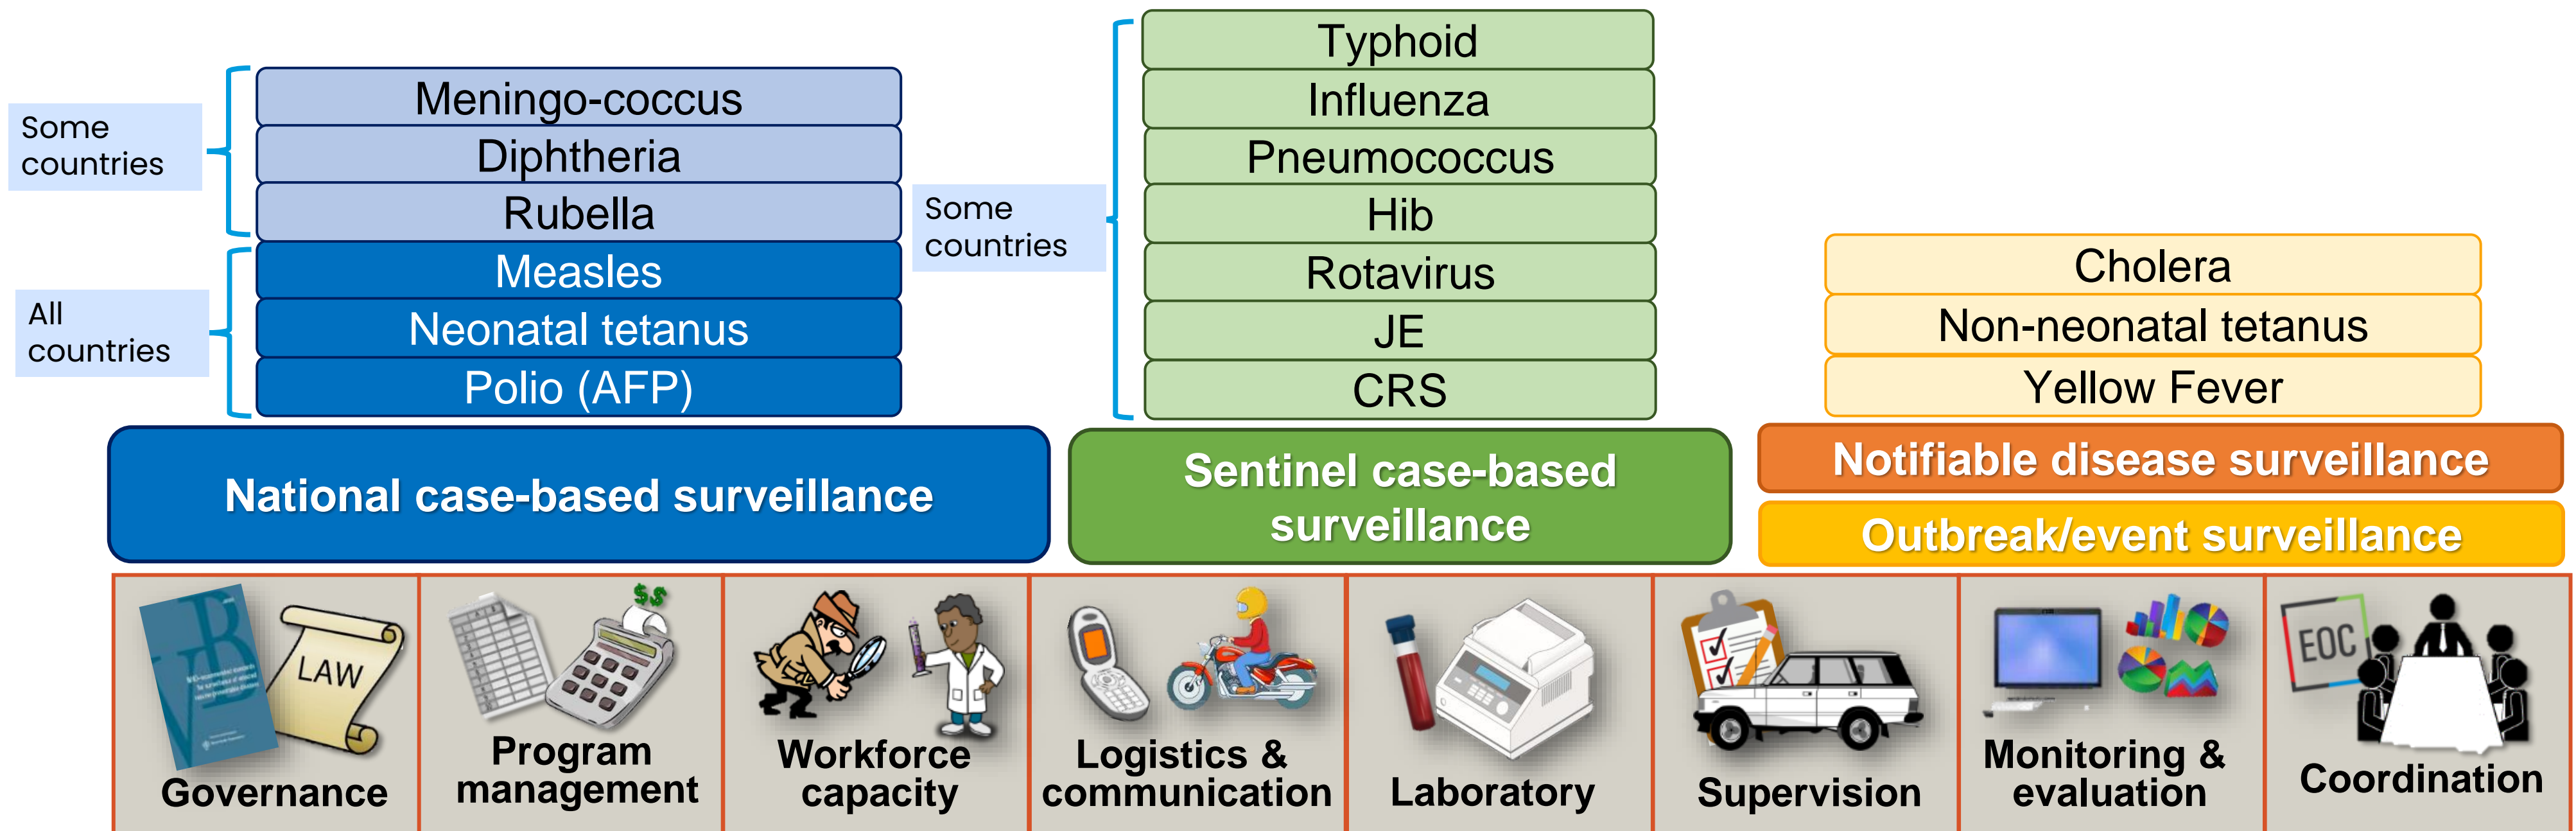 Some
countries
Meningo-coccus
Diphtheria
Rubella
All
countries
Measles
Neonatal tetanus
Polio (AFP)
National case-based surveillance
Some
countries
Typhoid
Influenza
Pneumococcus
Hib
Rotavirus
JE
CRS
Sentinel case-based
surveillance
Cholera
Non-neonatal tetanus
Yellow Fever
Notifiable disease surveillance
Outbreak/event surveillance
LAW
Governance
$$
Program
management
Workforce
capacity
Logistics &
communication
Laboratory
Supervision
Monitoring &
evaluation
EOC
Coordination